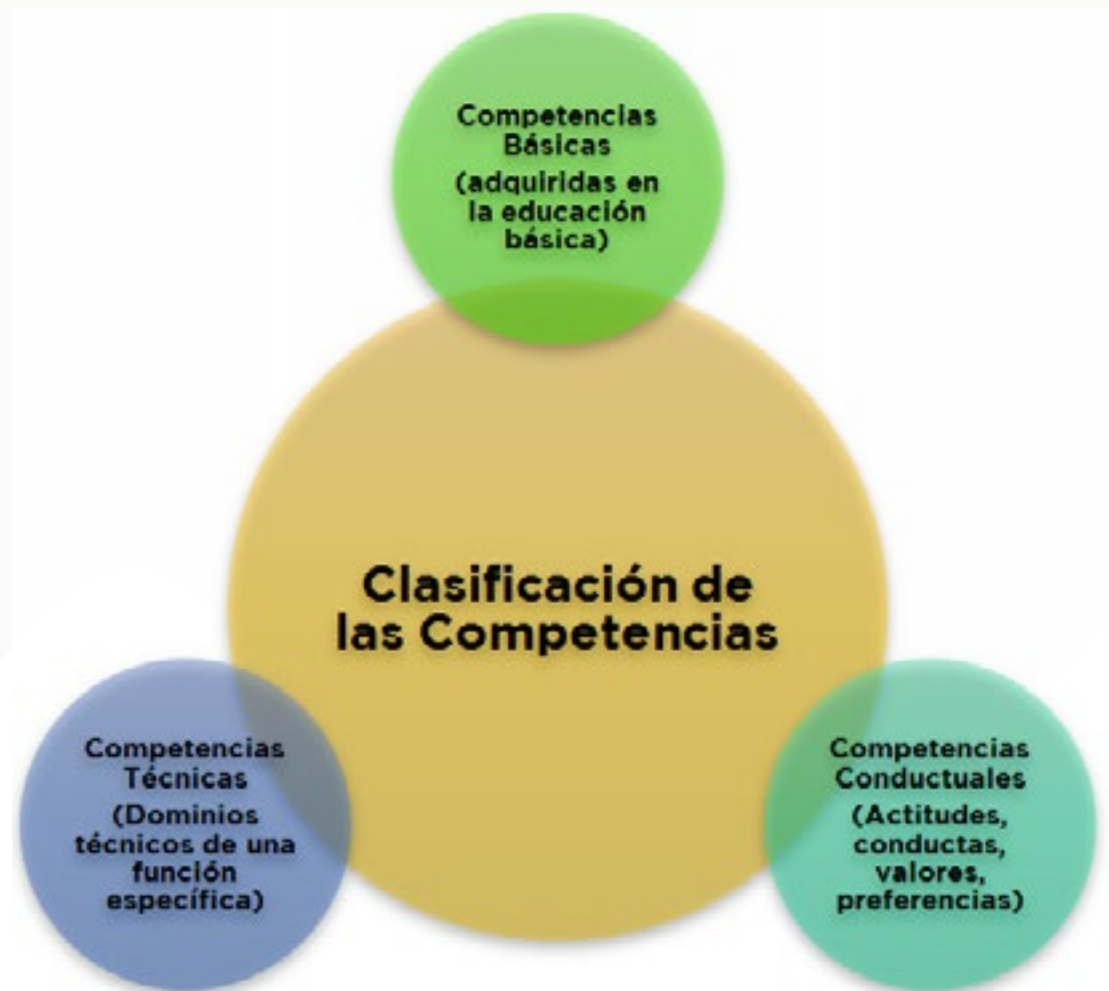 Competencias
Básicas
(adquiridas en
la educación
básica)
Clasificación de
las Competencias
Competencias
Técnicas
(Dominios
técnicos de una
función
específica)
Competencias
Conductuales
(Actitudes,
conductas,
valores,
preferencias)